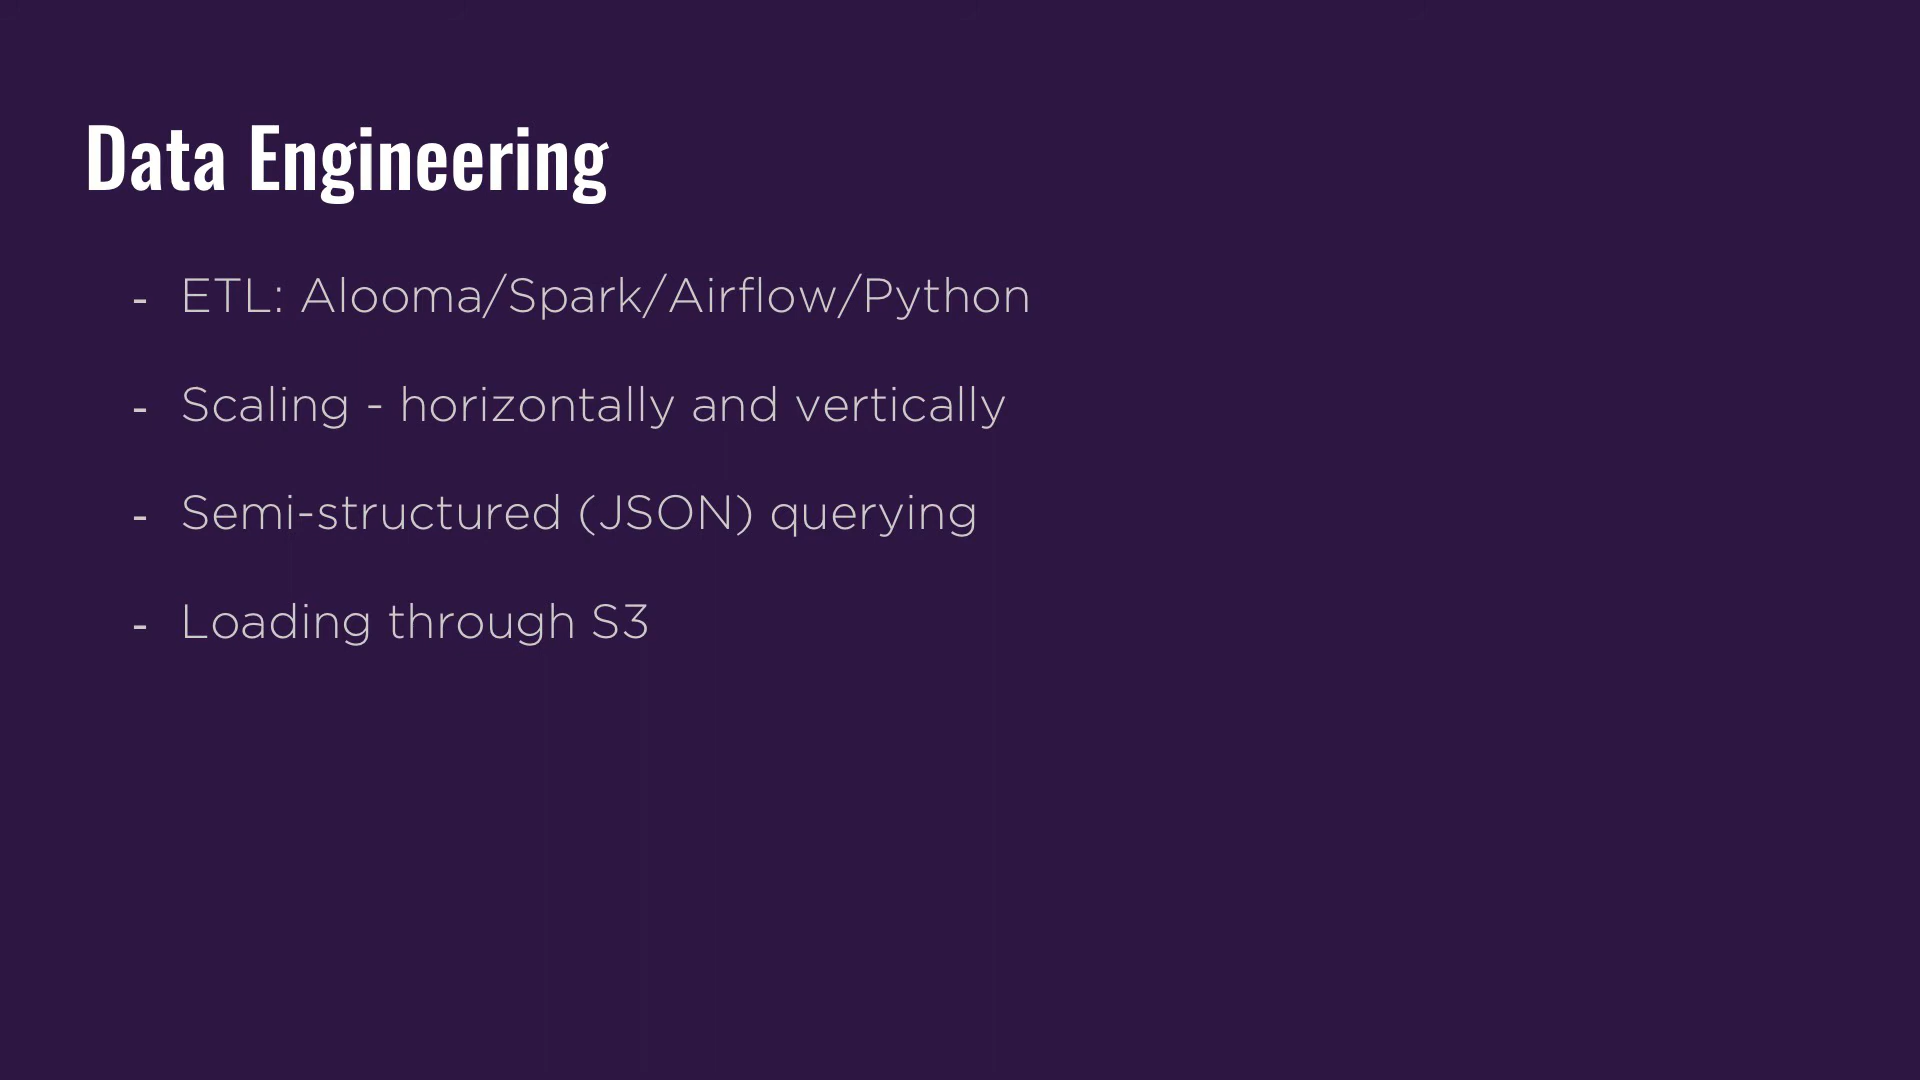 Data Engineering
- ETL: Alooma/Spark/Airflow/Python
- Scaling - horizontally and vertically
- Semi-structured (JSON) querying
- Loading through S3